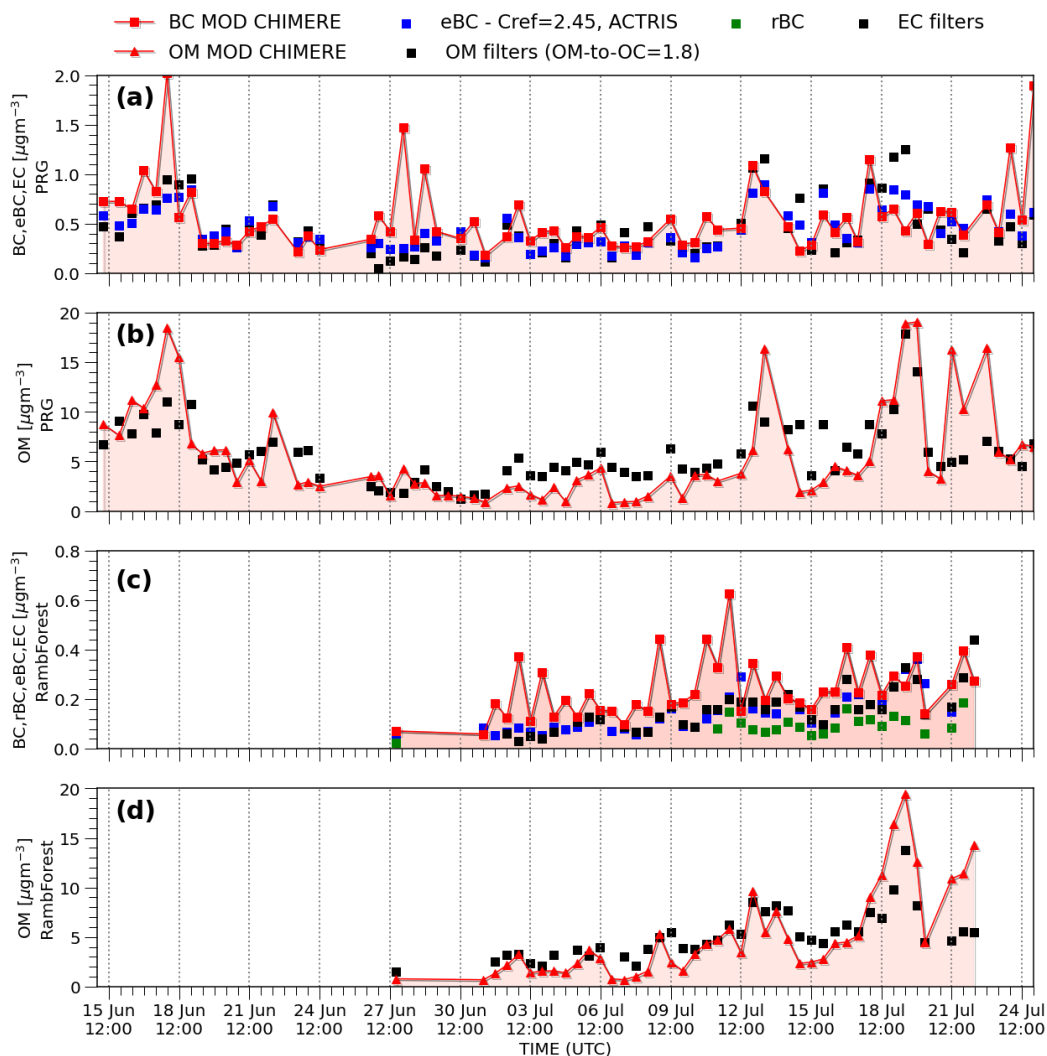 BC MOD CHIMERE
eBC - Cref=2.45, ACTRIS
rBC
EC filters
OM MOD CHIMERE
OM filters (OM-to-OC=1.8)
(a)
BC,eBC,EC [μgm⁻³]
PRG
2.0
1.5
1.0
0.5
0.0
(b)
OM [μgm⁻³]
PRG
20
15
10
5
0
(c)
BC,rBC,eBC,EC [μgm⁻³]
RambForest
0.8
0.6
0.4
0.2
0.0
(d)
OM [μgm⁻³]
RambForest
20
15
10
5
0
15 Jun 18 Jun 21 Jun 24 Jun 27 Jun 30 Jun 03 Jul 06 Jul 09 Jul 12 Jul 15 Jul 18 Jul 21 Jul 24 Jul
12:00 12:00 12:00 12:00 12:00 12:00 12:00 12:00 12:00 12:00 12:00 12:00 12:00 12:00
TIME (UTC)